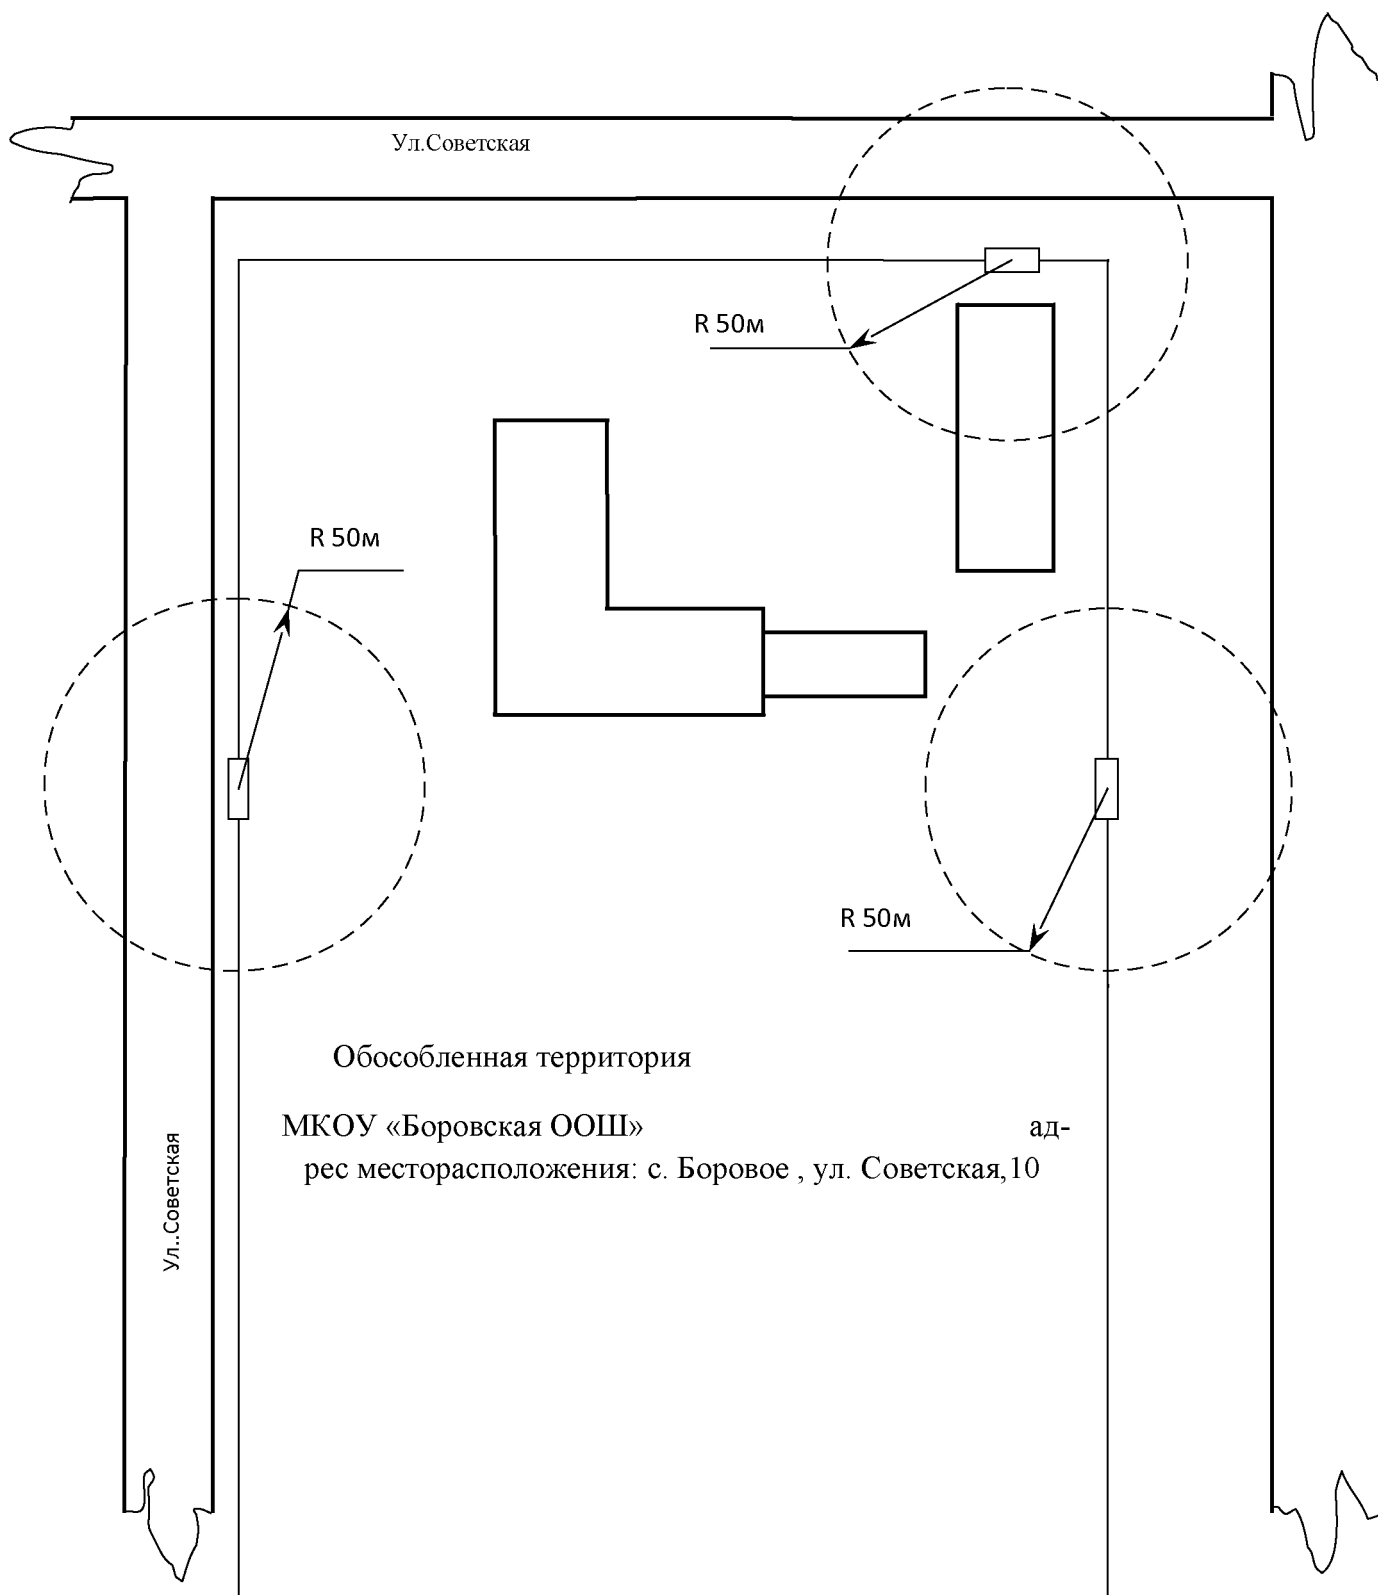 Ул.Советская
R 50м
R 50м
R 50м
Обособленная территория
МКОУ «Боровская ООШ» ад-
рес месторасположения: с. Боровое , ул. Советская,10
Ул..Советская